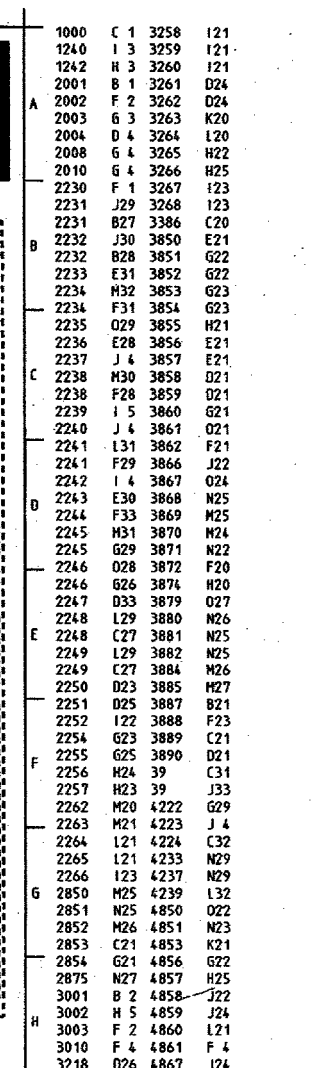 1000 C 1 3258 I21
1240 I 3 3259 I21
1242 H 3 3260 I21
2001 B 1 3261 D24
A 2002 F 2 3262 D24
2003 G 3 3263 K20
2004 D 4 3264 L20
2008 G 4 3265 H22
2010 G 4 3266 H25
2230 F 1 3267 I23
2231 J29 3268 I23
2231 B27 3386 C20
B 2232 J30 3850 E21
2232 B28 3851 G22
2233 E31 3852 G22
2234 M32 3853 G23
2234 F31 3854 G23
2235 O29 3855 H21
2236 E28 3856 E21
2237 J 4 3857 E21
C 2238 M30 3858 D21
2238 F28 3859 D21
2239 I 5 3860 G21
2240 J 4 3861 O21
2241 L31 3862 F21
2241 F29 3866 J22
2242 I 4 3867 O24
D 2243 E30 3868 N25
2244 F33 3869 M25
2245 M31 3870 M24
2245 G29 3871 N22
2246 O28 3872 F20
2246 G26 3874 H20
2247 D33 3879 O27
2248 L29 3880 N26
E 2248 C27 3881 N25
2249 L29 3882 N25
2249 C27 3884 M26
2250 D23 3885 M27
2251 D25 3887 B21
2252 I22 3888 F23
2254 G23 3889 C21
F 2255 G25 3890 D21
2256 H24 39 C31
2257 H23 39 J33
2262 M20 4222 G29
2263 M21 4223 J 4
2264 L21 4224 C32
2265 L21 4233 N29
2266 I23 4237 N29
G 2850 M25 4239 L32
2851 N25 4850 O22
2852 M26 4851 N23
2853 C21 4853 K21
2854 G21 4856 G22
2875 N27 4857 H25
3001 B 2 4858 J22
H 3002 H 5 4859 J24
3003 F 2 4860 L21
3010 F 4 4861 F 4
3218 D26 4867 J24